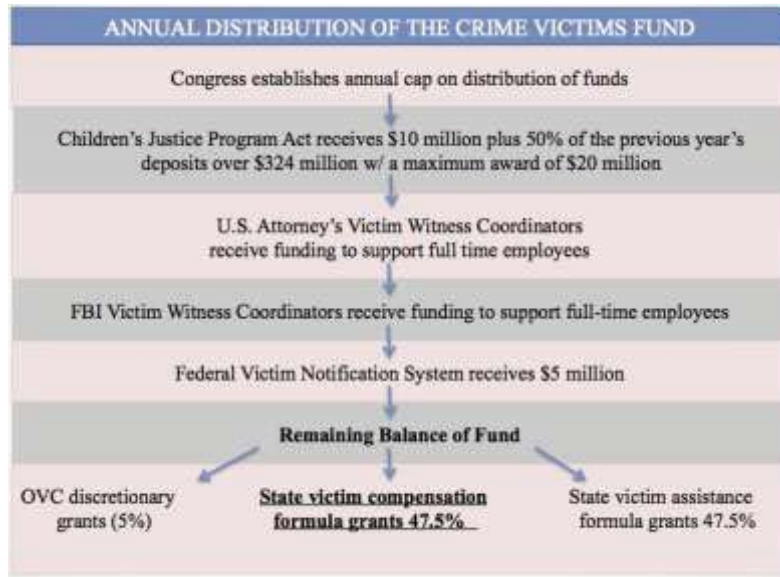 ANNUAL DISTRIBUTION OF THE CRIME VICTIMS FUND
Congress establishes annual cap on distribution of funds
Children's Justice Program Act receives $10 million plus 50% of the previous year's
deposits over $324 million w/ a maximum award of $20 million
U.S. Attorney's Victim Witness Coordinators
receive funding to support full time employees
FBI Victim Witness Coordinators receive funding to support full-time employees
Federal Victim Notification System receives $5 million
Remaining Balance of Fund
OVC discretionary
grants (5%)
State victim compensation
formula grants 47.5%
State victim assistance
formula grants 47.5%